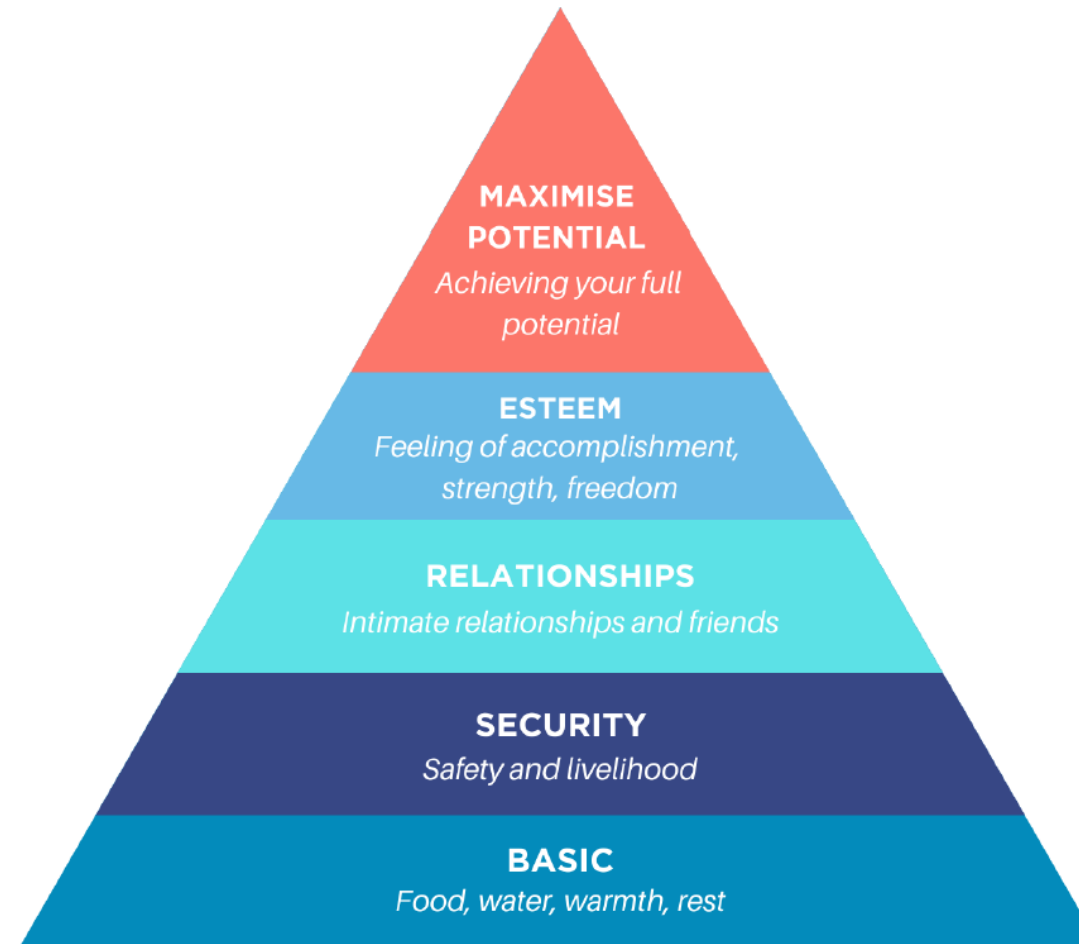 MAXIMISE
POTENTIAL
Achieving your full
potential
ESTEEM
Feeling of accomplishment,
strength, freedom
RELATIONSHIPS
Intimate relationships and friends
SECURITY
Safety and livelihood
BASIC
Food, water, warmth, rest